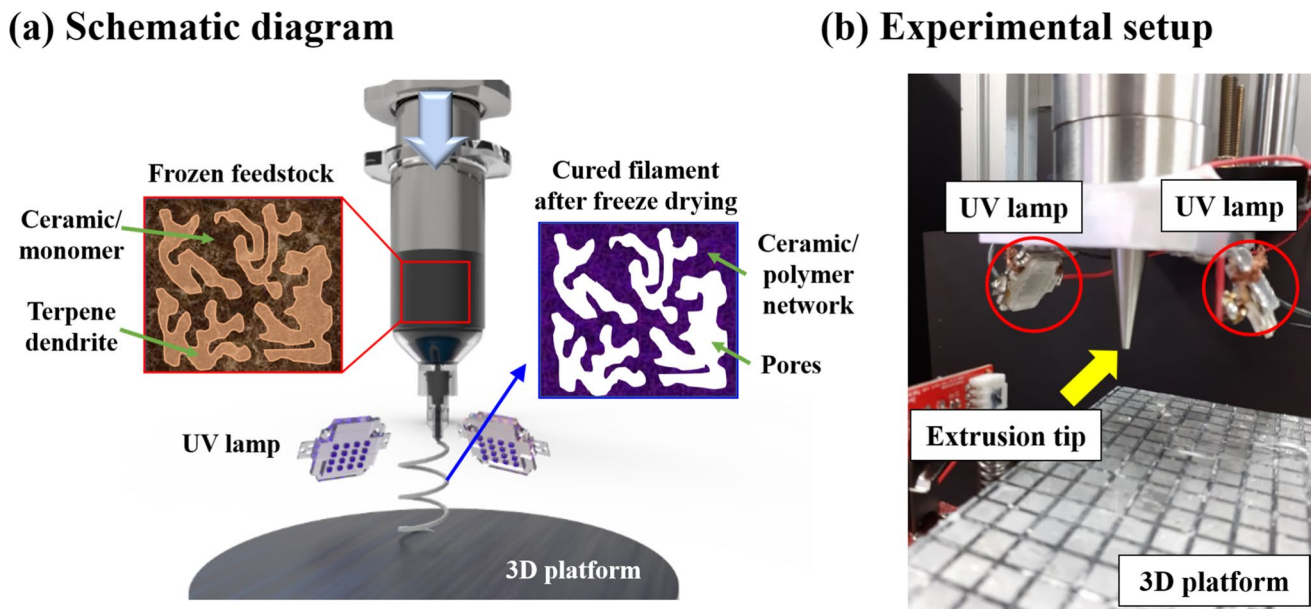 (a) Schematic diagram
Frozen feedstock
Ceramic/
monomer
Terpene
dendrite
Cured filament
after freeze drying
Ceramic/
polymer
network
Pores
UV lamp
3D platform
(b) Experimental setup
UV lamp
UV lamp
Extrusion tip
3D platform